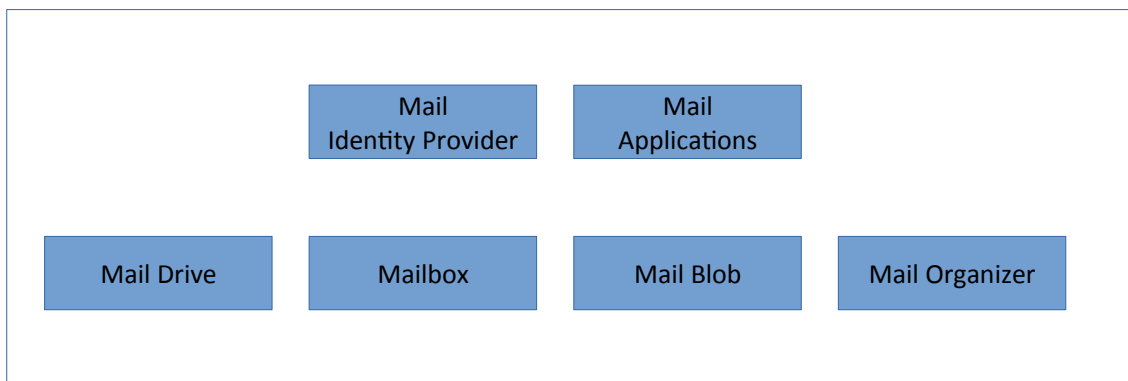 Mail
Identity Provider
Mail
Applications
Mail Drive
Mailbox
Mail Blob
Mail Organizer